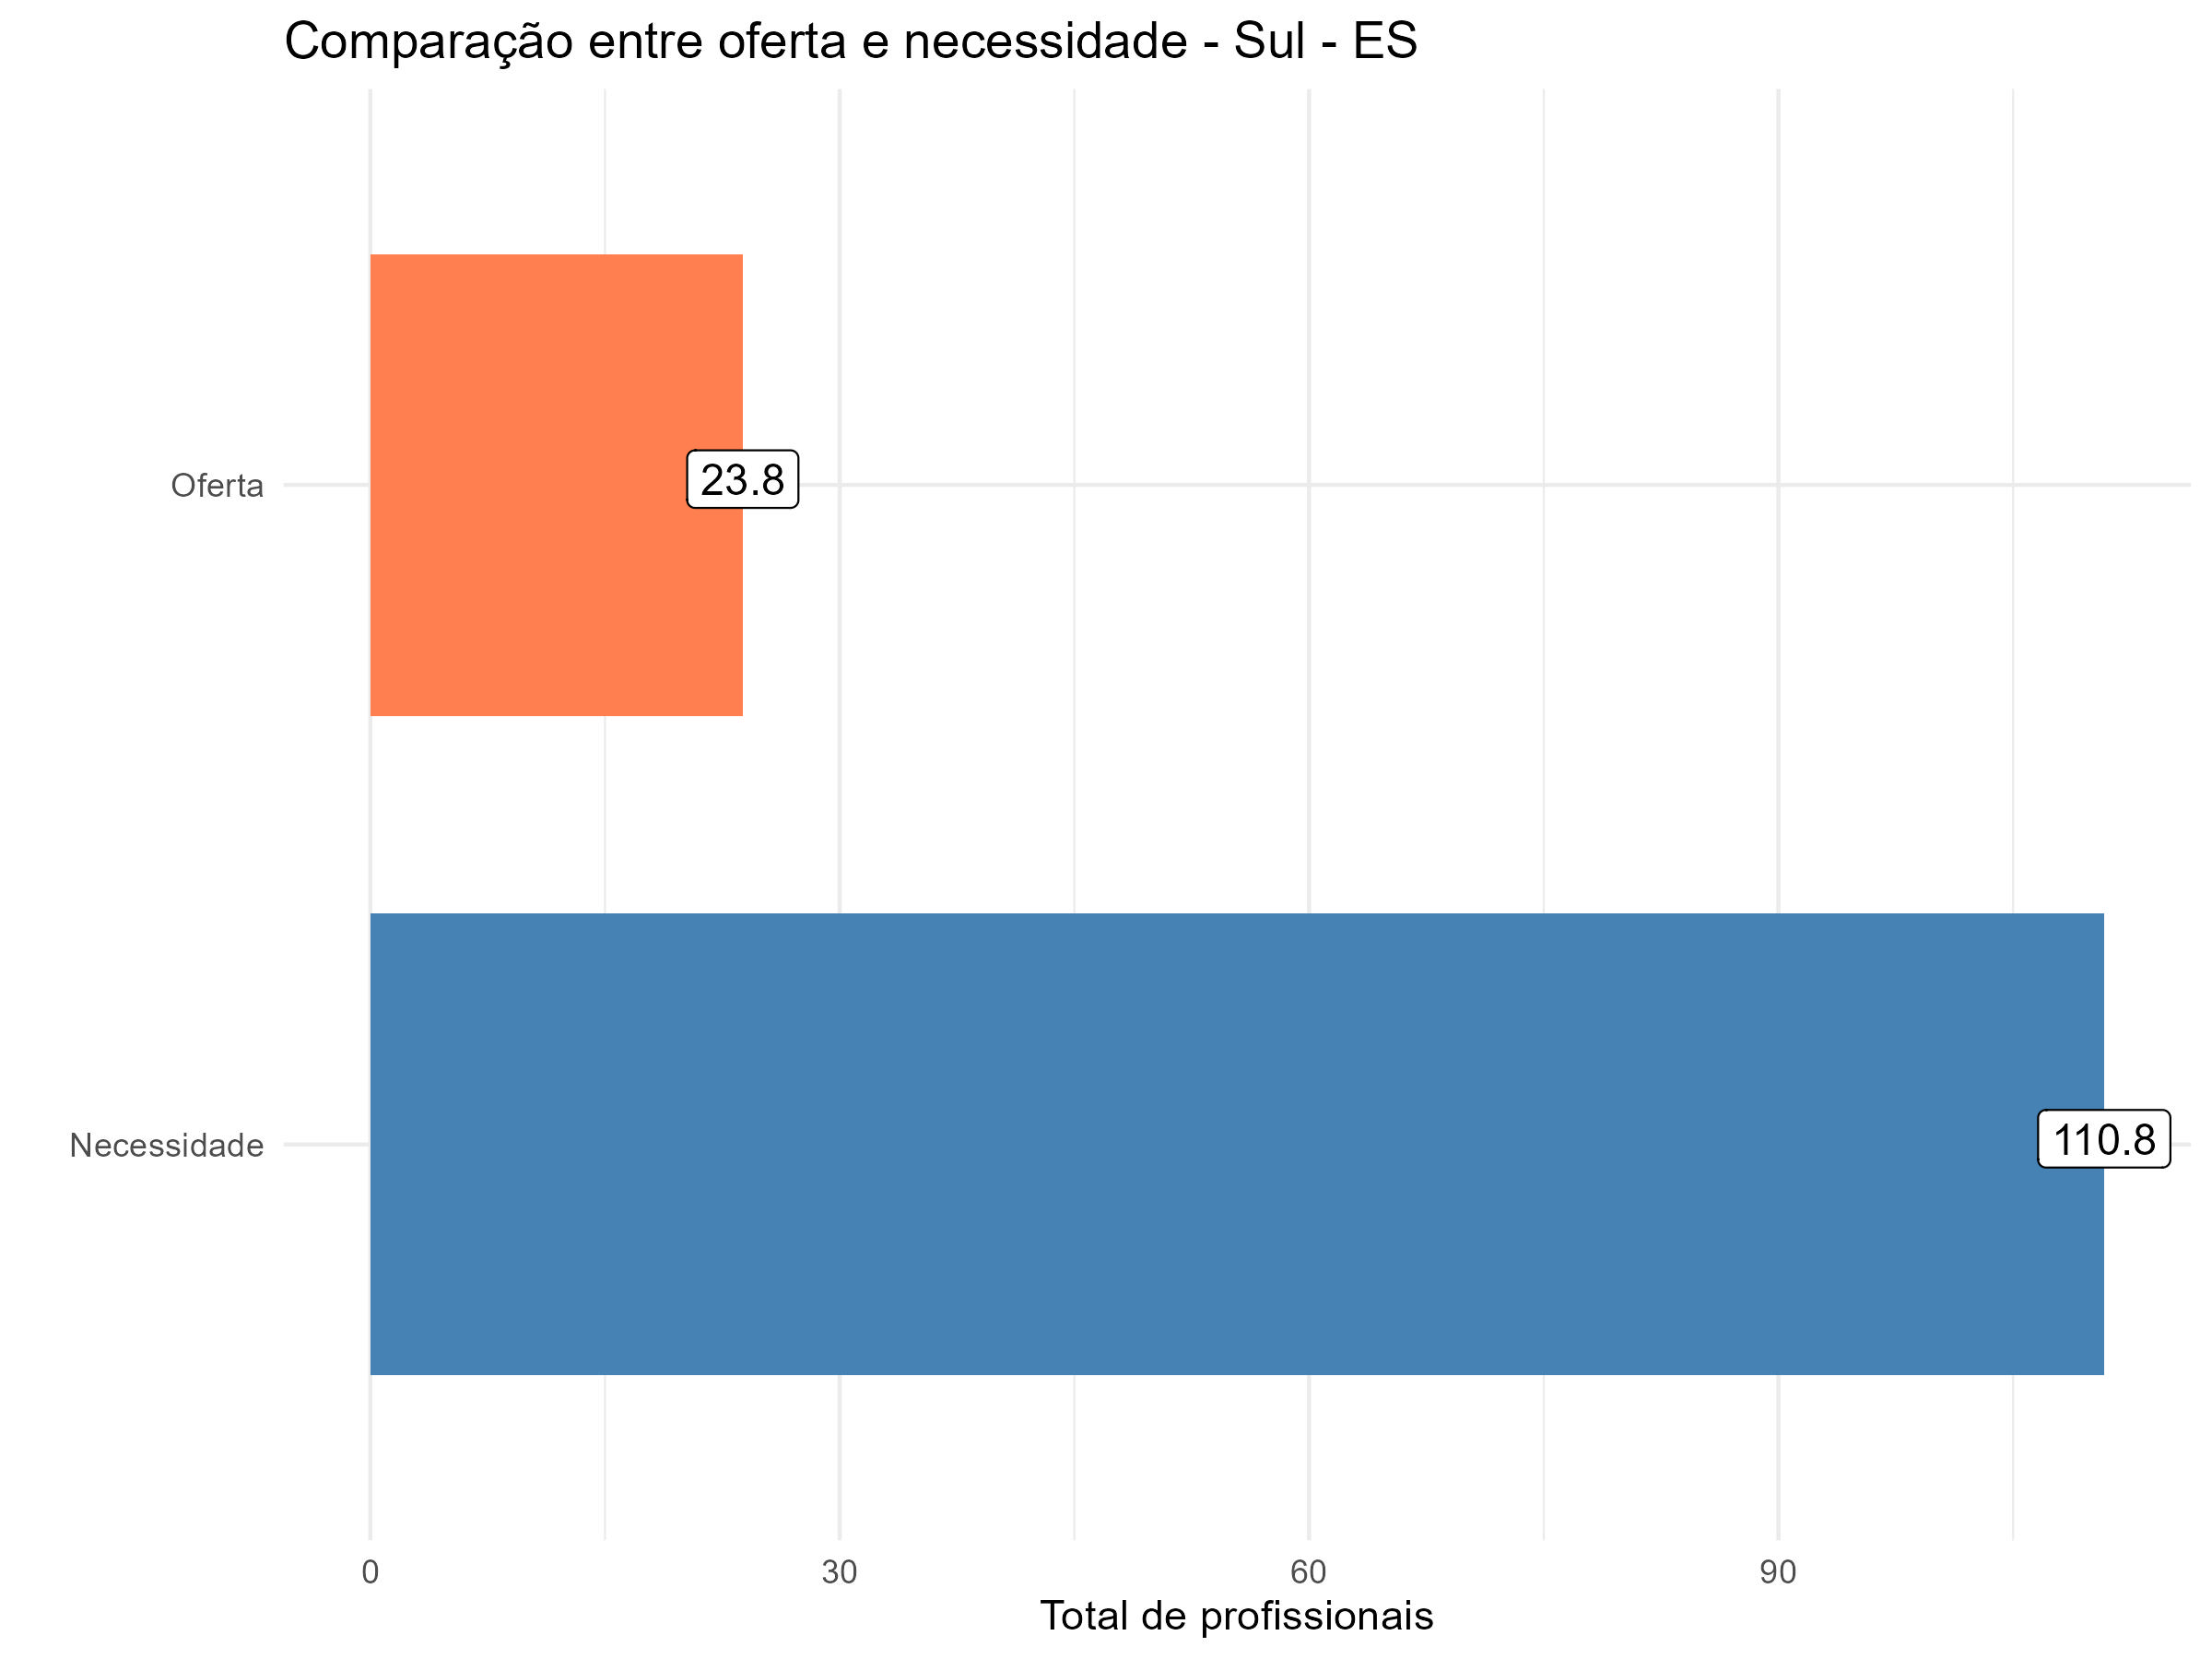 Comparação entre oferta e necessidade - Sul - ES
Oferta
23.8
Necessidade
110.8
0 30 60 90
Total de profissionais